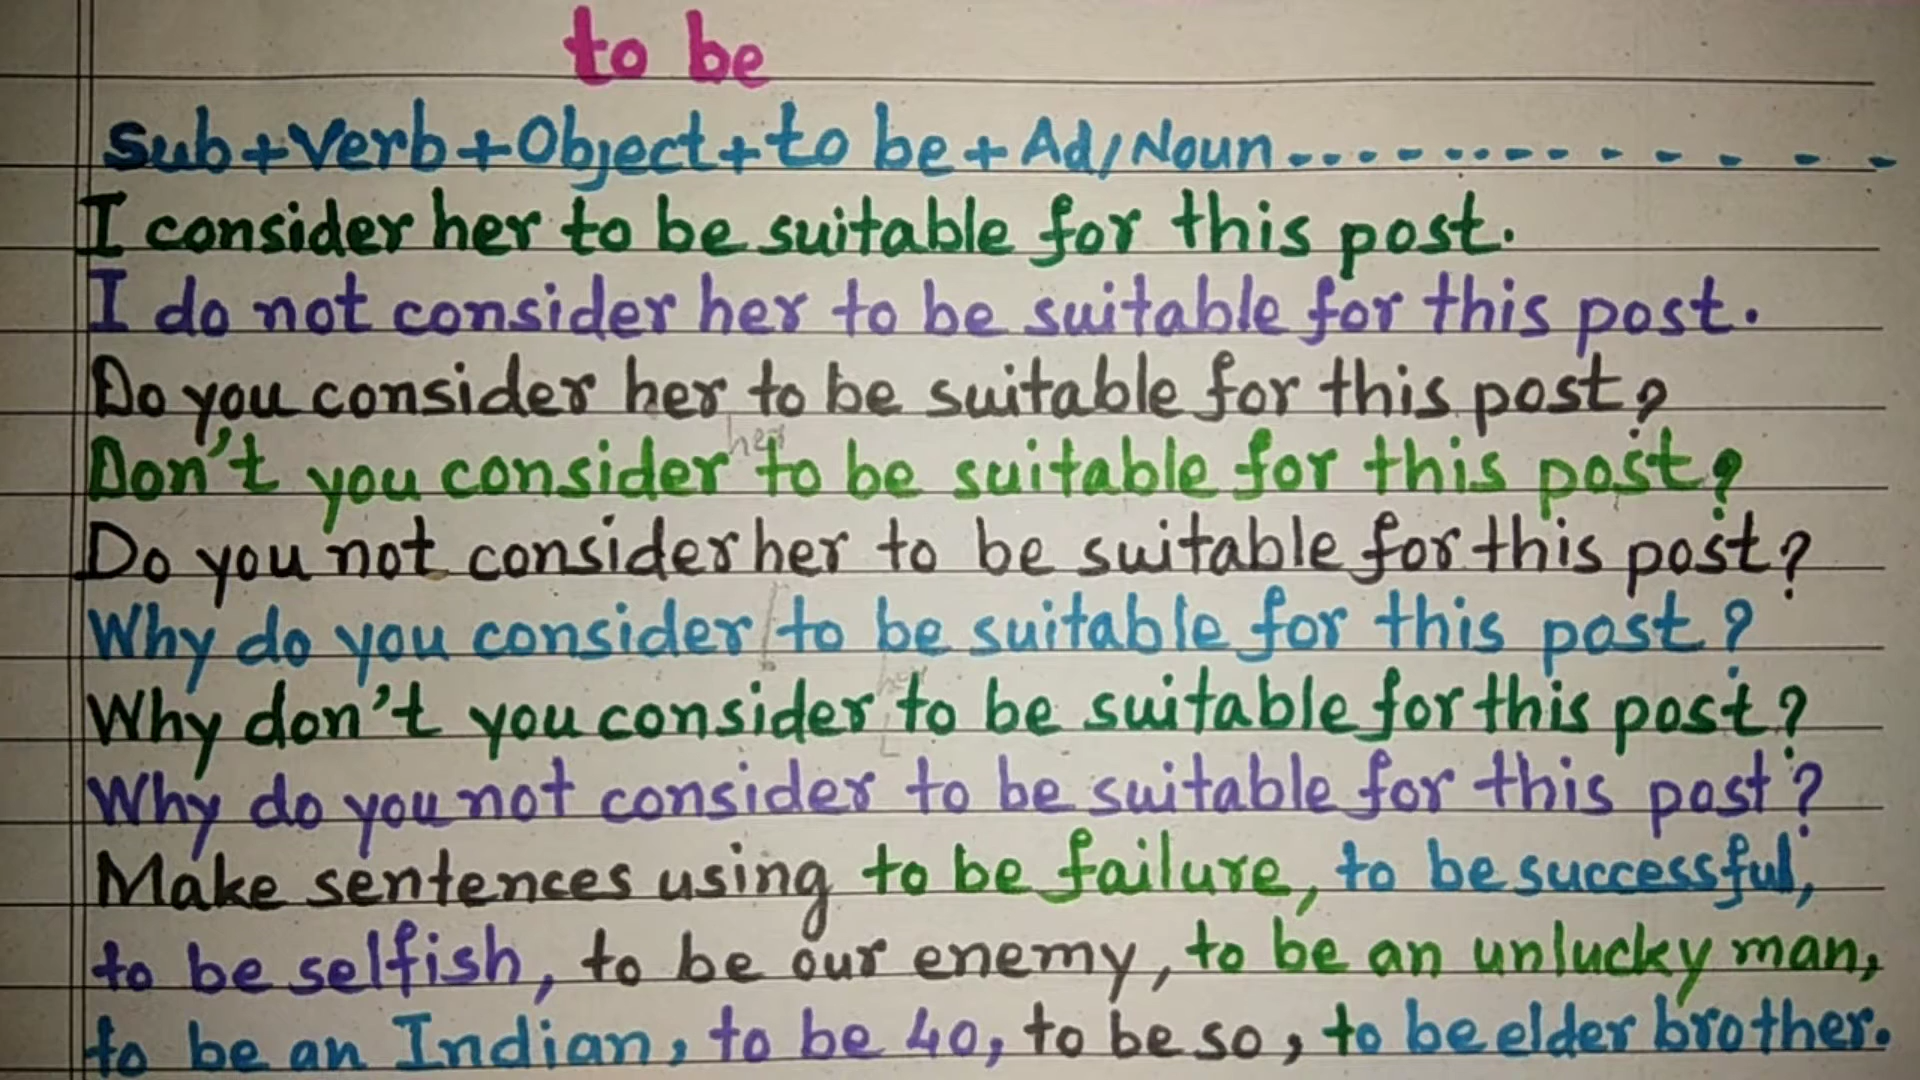 to be
Sub+Verb+Object+to be+Ad/Noun..............
I consider her to be suitable for this post.
I do not consider her to be suitable for this post.
Do you consider her to be suitable for this post?
her
Don't you consider to be suitable for this post?
Do you not consider her to be suitable for this post?
Why do you consider to be suitable for this post?
her
Why don't you consider to be suitable for this post?
Why do you not consider to be suitable for this post?
Make sentences using to be failure, to be successful,
to be selfish, to be our enemy, to be an unlucky man,
to be an Indian, to be 40, to be so, to be elder brother.